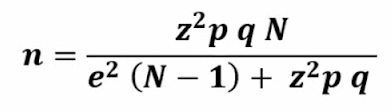 n = z²p q N / e² (N − 1) + z²p q